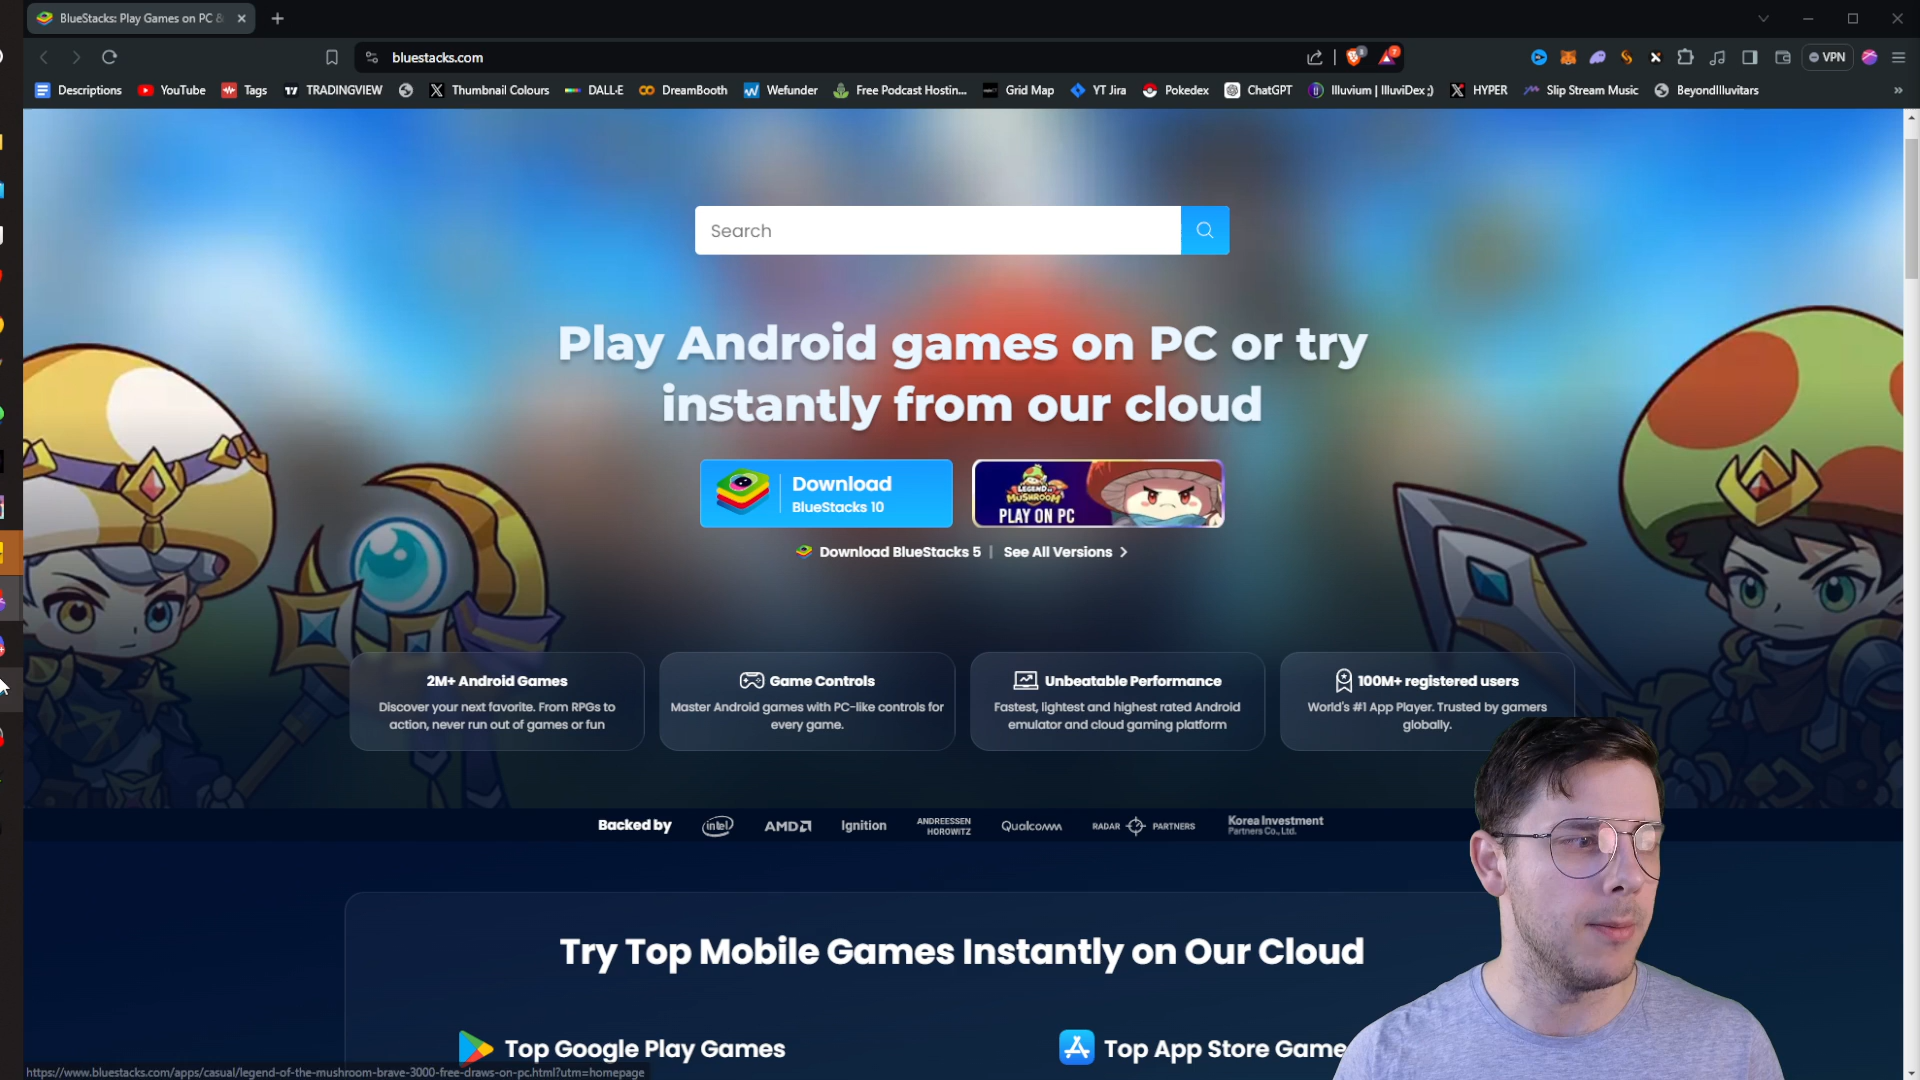 BlueStacks: Play Games on PC &
bluestacks.com
VPN
Descriptions
YouTube
Tags
TRADINGVIEW
Thumbnail Colours
DALL·E
DreamBooth
Wefunder
Free Podcast Hostin...
Grid Map
YT Jira
Pokedex
ChatGPT
Illuvium | IlluviDex ;)
HYPER
Slip Stream Music
BeyondIlluvitars
Search
Play Android games on PC or try
instantly from our cloud
Download
BlueStacks 10
LEGEND OF
MUSHROOM
PLAY ON PC
Download BlueStacks 5 | See All Versions
2M+ Android Games
Discover your next favorite. From RPGs to
action, never run out of games or fun
Game Controls
Master Android games with PC-like controls for
every game.
Unbeatable Performance
Fastest, lightest and highest rated Android
emulator and cloud gaming platform
100M+ registered users
World's #1 App Player. Trusted by gamers
globally.
Backed by
intel
AMD
Ignition
ANDREESSEN
HOROWITZ
Qualcomm
RADAR PARTNERS
Korea Investment
Partners Co., Ltd.
Try Top Mobile Games Instantly on Our Cloud
Top Google Play Games
Top App Store Game
https://www.bluestacks.com/apps/casual/legend-of-the-mushroom-brave-3000-free-draws-on-pc.html?utm=homepage